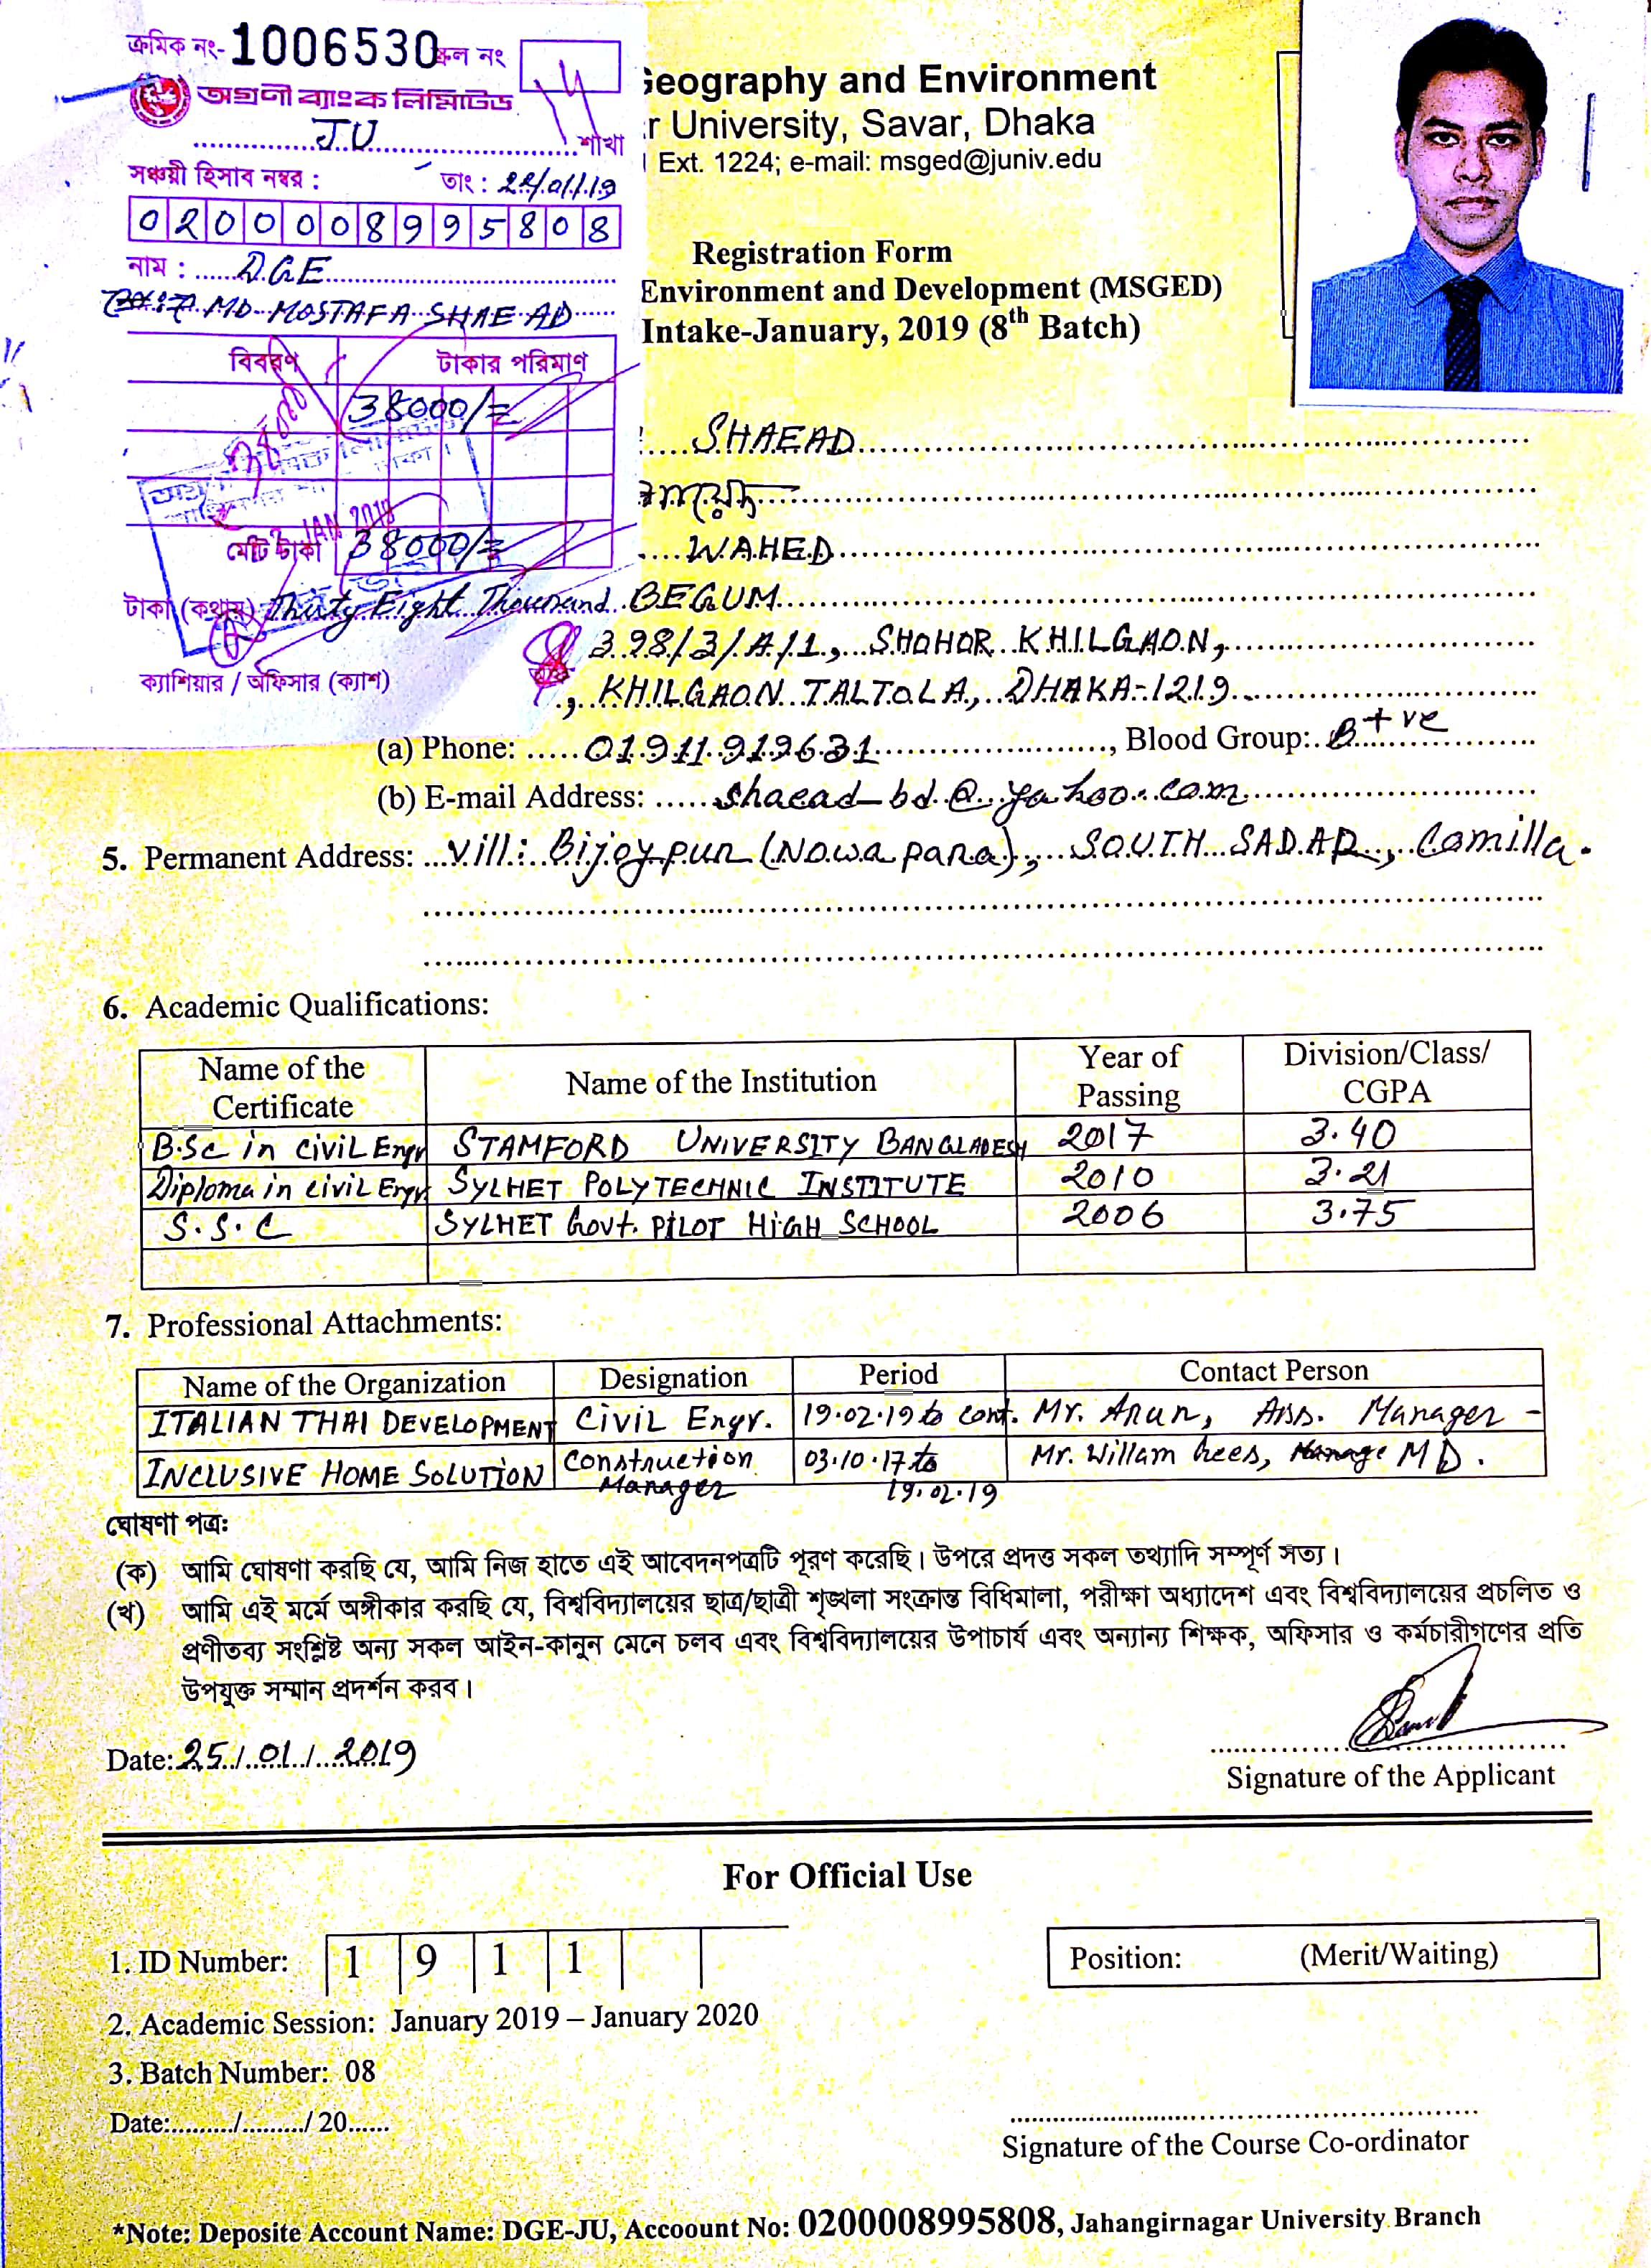 ক্রমিক নং- 1006530 স্ক্রল নং
অগ্রণী ব্যাংক লিমিটেড
JU শাখা
সঞ্চয়ী হিসাব নম্বর : তাং :
0200008995808
নাম : DGE
MD. MOSTAFA SHAEAD
বিবরণ টাকার পরিমাণ
38000/=
JAN 2019
মোট টাকা 38000/=
টাকা (কথায়) Thirty Eight Thousand
ক্যাশিয়ার / অফিসার (ক্যাশ)
Geography and Environment
r University, Savar, Dhaka
Ext. 1224; e-mail: msged@juniv.edu
Registration Form
Environment and Development (MSGED)
Intake-January, 2019 (8th Batch)
SHAEAD
WAHED
BEGUM
398/3/A/1, SHOHOR KHILGAON,
, KHILGAON TALTOLA, DHAKA-1219.
(a) Phone: 01911919631, Blood Group: B+ve
(b) E-mail Address: shaead_bd@yahoo.com
5. Permanent Address: Vill: Bijoypur (Nowapara), SOUTH SADAR, Comilla.
6. Academic Qualifications:
Name of the Certificate Name of the Institution Year of Passing Division/Class/CGPA
B.Sc in Civil Engr STAMFORD UNIVERSITY BANGLADESH 2017 3.40
Diploma in Civil Engr. SYLHET POLYTECHNIC INSTITUTE 2010 3.21
S.S.C SYLHET Govt. PILOT HIGH SCHOOL 2006 3.75
7. Professional Attachments:
Name of the Organization Designation Period Contact Person
ITALIAN THAI DEVELOPMENT Civil Engr. 19.02.19 to cont. Mr. Arun, Ass. Manager -
INCLUSIVE HOME SOLUTION Construction Manager 03.10.17 to 19.02.19 Mr. Willam hees, MD.
ঘোষণা পত্র:
(ক) আমি ঘোষণা করছি যে, আমি নিজ হাতে এই আবেদনপত্রটি পূরণ করেছি। উপরে প্রদত্ত সকল তথ্যাদি সম্পূর্ণ সত্য।
(খ) আমি এই মর্মে অঙ্গীকার করছি যে, বিশ্ববিদ্যালয়ের ছাত্র/ছাত্রী শৃঙ্খলা সংক্রান্ত বিধিমালা, পরীক্ষা অধ্যাদেশ এবং বিশ্ববিদ্যালয়ের প্রচলিত ও
প্রণীতব্য সংশ্লিষ্ট অন্য সকল আইন-কানুন মেনে চলব এবং বিশ্ববিদ্যালয়ের উপাচার্য এবং অন্যান্য শিক্ষক, অফিসার ও কর্মচারীগণের প্রতি
উপযুক্ত সম্মান প্রদর্শন করব।
Date: 25/01/2019
Signature of the Applicant
For Official Use
1. ID Number: 1 9 1 1
Position: (Merit/Waiting)
2. Academic Session: January 2019 – January 2020
3. Batch Number: 08
Date:........./........./ 20......
Signature of the Course Co-ordinator
*Note: Deposite Account Name: DGE-JU, Accoount No: 0200008995808, Jahangirnagar University Branch